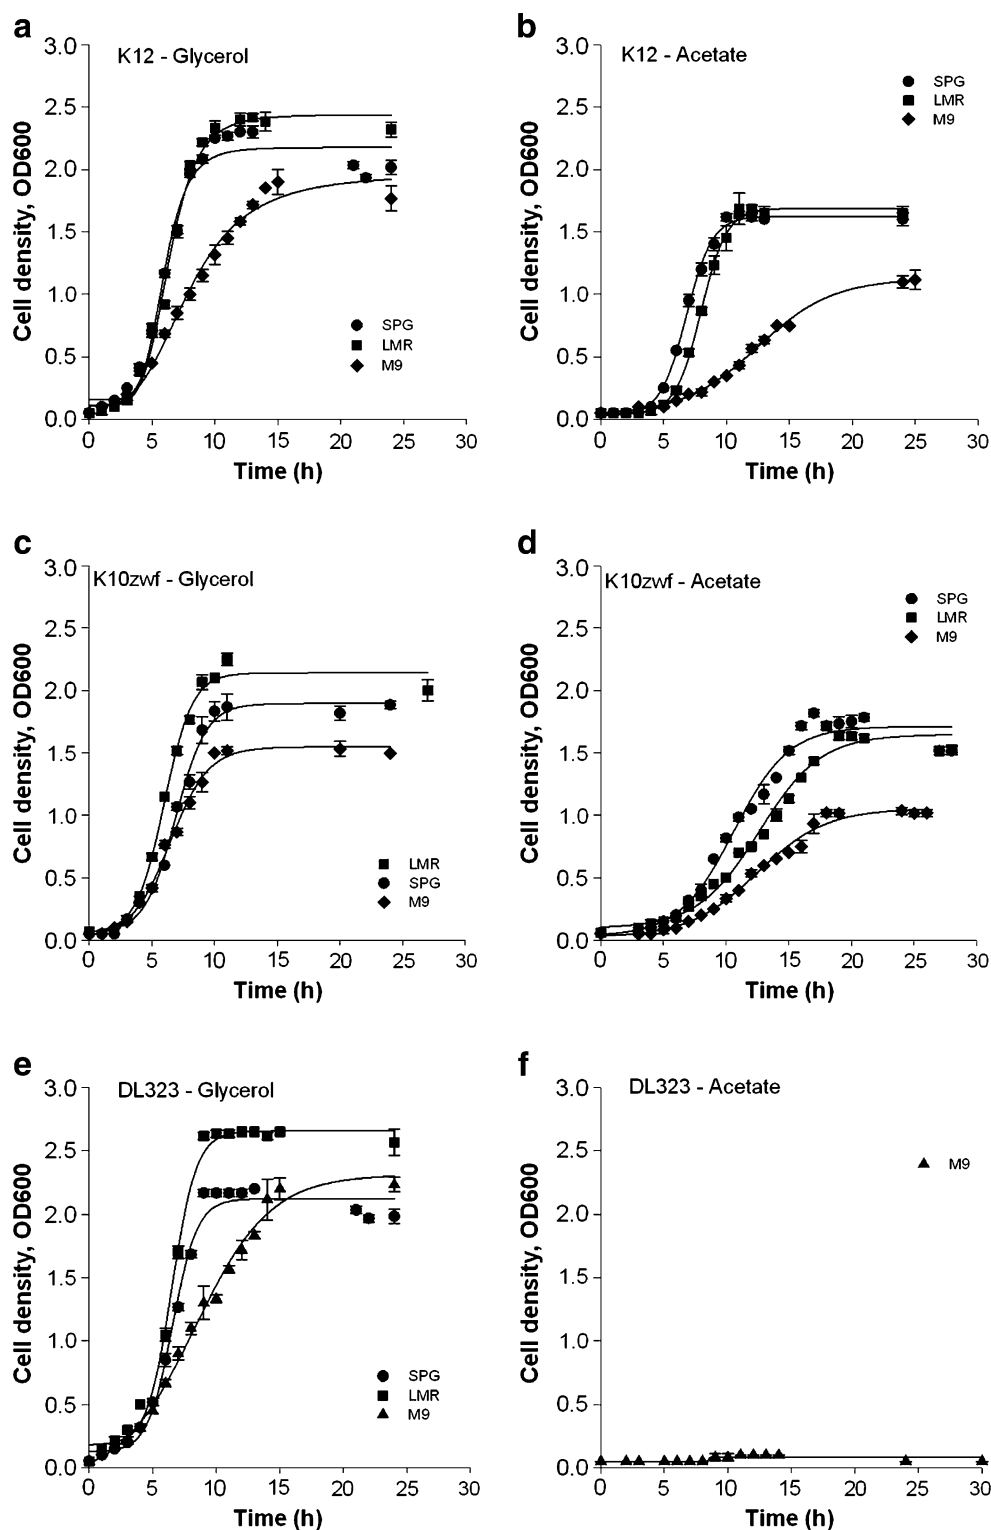 a
K12 - Glycerol
Cell density, OD600
3.0
2.5
2.0
1.5
1.0
0.5
0.0
SPG
LMR
M9
0 5 10 15 20 25 30
Time (h)
b
K12 - Acetate
Cell density, OD600
3.0
2.5
2.0
1.5
1.0
0.5
0.0
SPG
LMR
M9
0 5 10 15 20 25 30
Time (h)
c
K10zwf - Glycerol
Cell density, OD600
3.0
2.5
2.0
1.5
1.0
0.5
0.0
LMR
SPG
M9
0 5 10 15 20 25 30
Time (h)
d
K10zwf - Acetate
Cell density, OD600
3.0
2.5
2.0
1.5
1.0
0.5
0.0
SPG
LMR
M9
0 5 10 15 20 25 30
Time (h)
e
DL323 - Glycerol
Cell density, OD600
3.0
2.5
2.0
1.5
1.0
0.5
0.0
SPG
LMR
M9
0 5 10 15 20 25 30
Time (h)
f
DL323 - Acetate
Cell density, OD600
3.0
2.5
2.0
1.5
1.0
0.5
0.0
M9
0 5 10 15 20 25 30
Time (h)